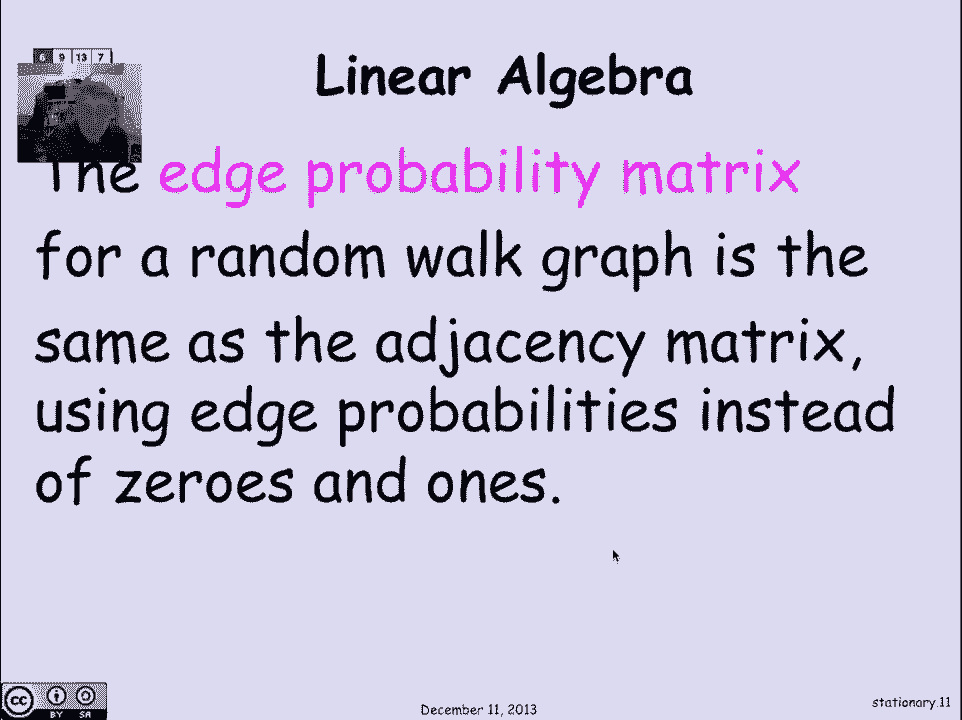 6 9 13 7
Linear Algebra
The edge probability matrix
for a random walk graph is the
same as the adjacency matrix,
using edge probabilities instead
of zeroes and ones.
cc BY SA
December 11, 2013
stationary.11